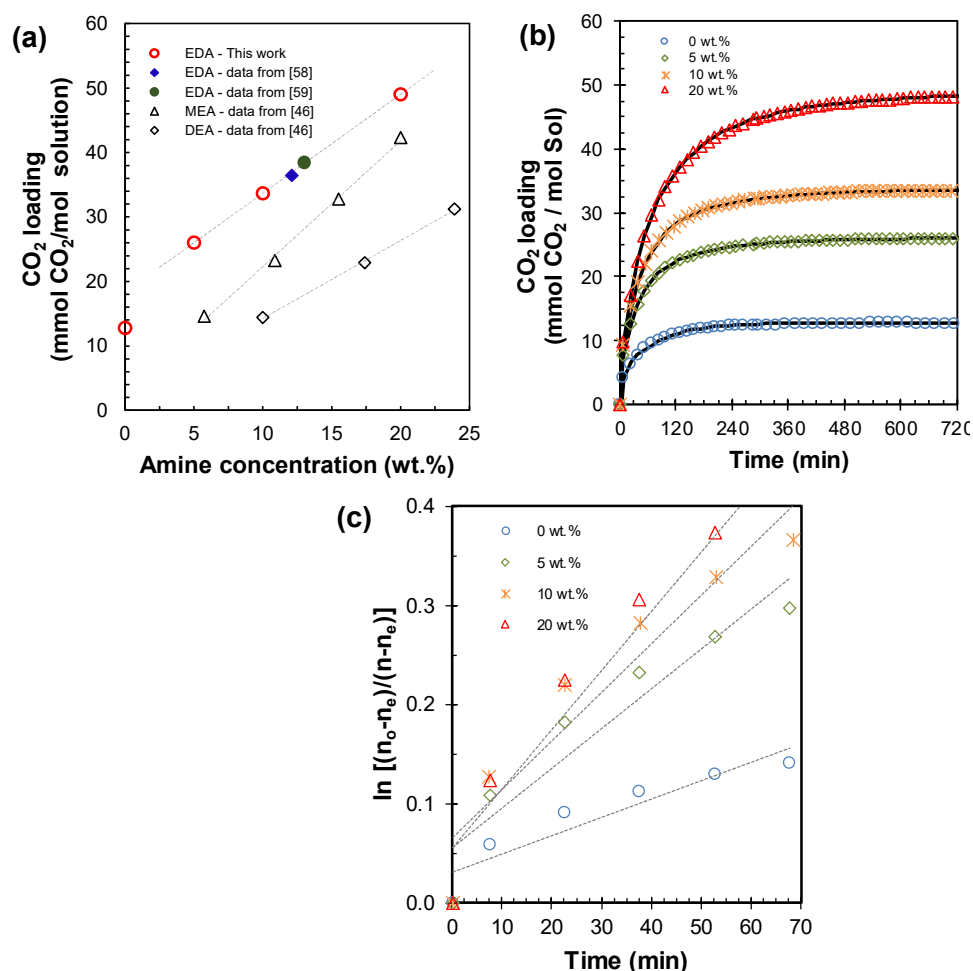 (a)
60
50
40
30
20
10
0
CO₂ loading
(mmol CO₂/mol solution)
EDA - This work
EDA - data from [58]
EDA - data from [59]
MEA - data from [46]
DEA - data from [46]
0 5 10 15 20 25
Amine concentration (wt.%)
(b)
60
50
40
30
20
10
0
CO₂ loading
(mmol CO₂ / mol Sol)
0 wt.%
5 wt.%
10 wt.%
20 wt.%
0 120 240 360 480 600 720
Time (min)
(c)
0.4
0.3
0.2
0.1
0.0
ln [(nₒ-nₑ)/(n-nₑ)]
0 wt.%
5 wt.%
10 wt.%
20 wt.%
0 10 20 30 40 50 60 70
Time (min)